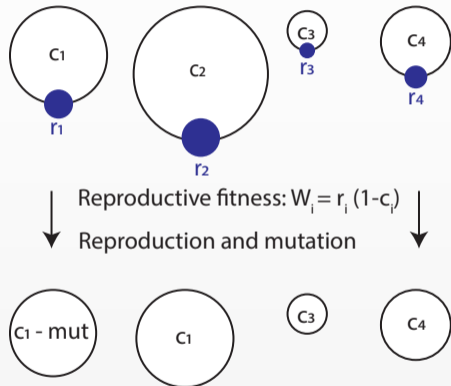 c1
c2
c3
c4
r1
r2
r3
r4
Reproductive fitness: Wi = ri (1-ci)
Reproduction and mutation
c1 - mut
c1
c3
c4